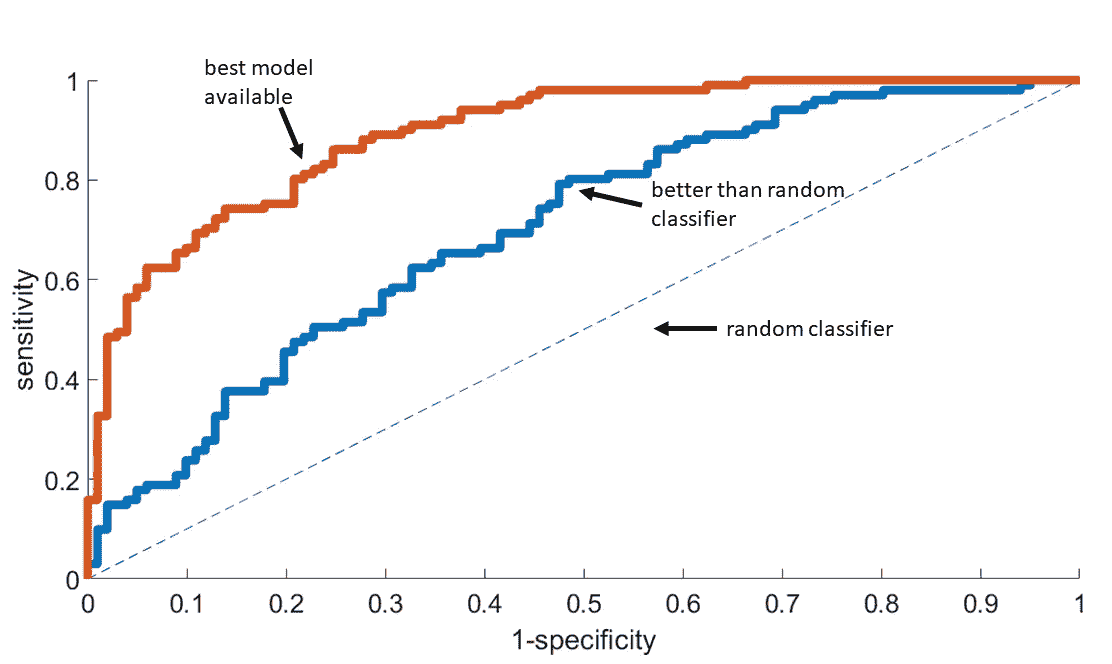 best model
available
1
0.8
better than random
classifier
0.6
sensitivity
random classifier
0.4
0.2
0
0 0.1 0.2 0.3 0.4 0.5 0.6 0.7 0.8 0.9 1
1-specificity